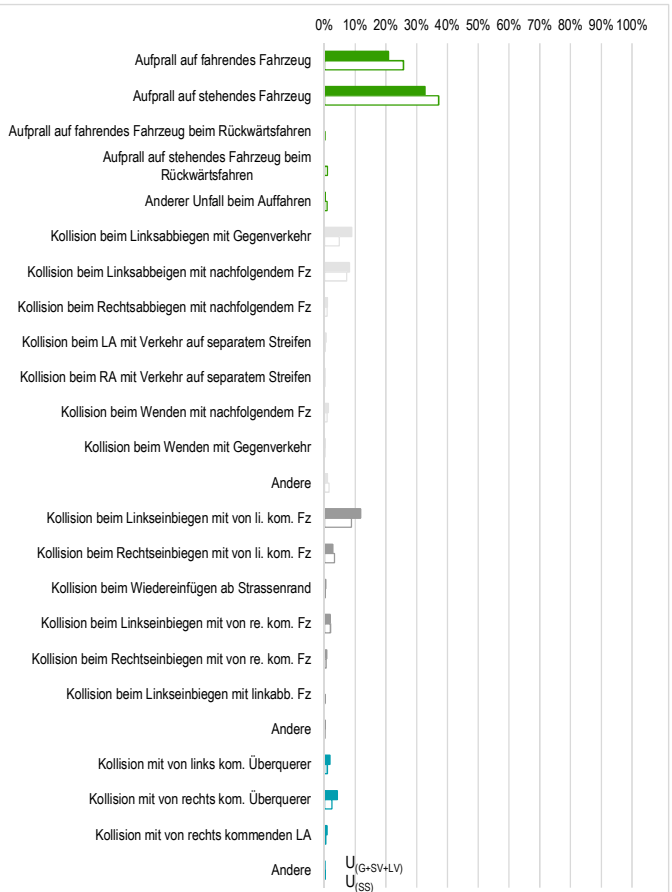 0% 10% 20% 30% 40% 50% 60% 70% 80% 90% 100%
Aufprall auf fahrendes Fahrzeug
Aufprall auf stehendes Fahrzeug
Aufprall auf fahrendes Fahrzeug beim Rückwärtsfahren
Aufprall auf stehendes Fahrzeug beim
Rückwärtsfahren
Anderer Unfall beim Auffahren
Kollision beim Linksabbiegen mit Gegenverkehr
Kollision beim Linksabbeigen mit nachfolgendem Fz
Kollision beim Rechtsabbiegen mit nachfolgendem Fz
Kollision beim LA mit Verkehr auf separatem Streifen
Kollision beim RA mit Verkehr auf separatem Streifen
Kollision beim Wenden mit nachfolgendem Fz
Kollision beim Wenden mit Gegenverkehr
Andere
Kollision beim Linkseinbiegen mit von li. kom. Fz
Kollision beim Rechtseinbiegen mit von li. kom. Fz
Kollision beim Wiedereinfügen ab Strassenrand
Kollision beim Linkseinbiegen mit von re. kom. Fz
Kollision beim Rechtseinbiegen mit von re. kom. Fz
Kollision beim Linkseinbiegen mit linkabb. Fz
Andere
Kollision mit von links kom. Überquerer
Kollision mit von rechts kom. Überquerer
Kollision mit von rechts kommenden LA
Andere
U(G+SV+LV)
U(SS)